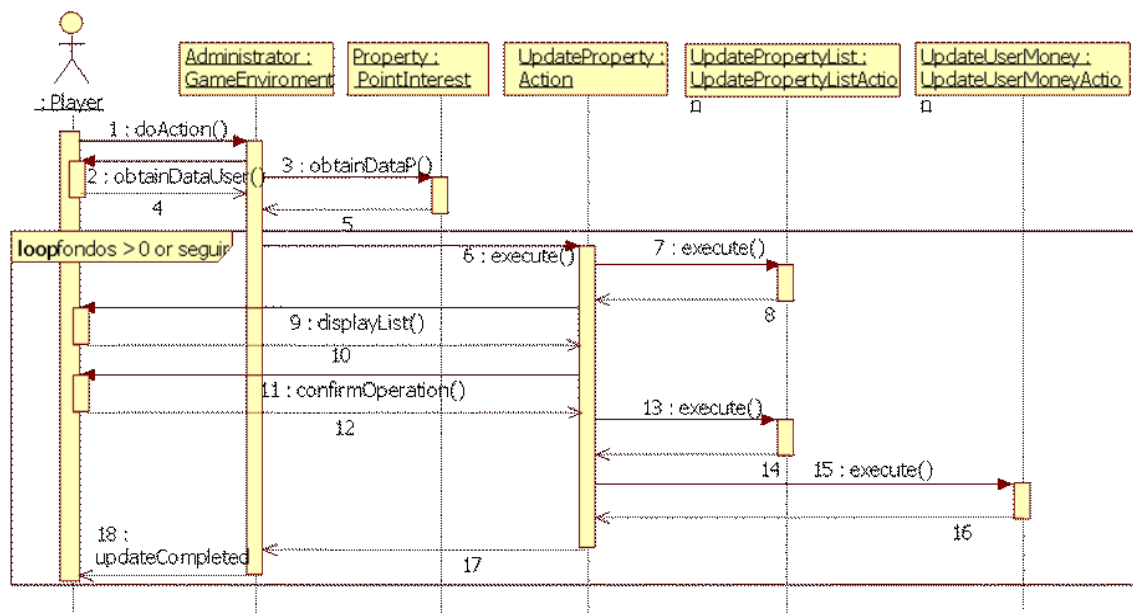 : Player
Administrator :
GameEnviroment
Property :
PointInterest
UpdateProperty :
Action
UpdatePropertyList :
UpdatePropertyListActio
n
UpdateUserMoney :
UpdateUserMoneyActio
n
1 : doAction()
2 : obtainDataUser()
3 : obtainDataP()
4
5
loop fondos > 0 or seguir
6 : execute()
7 : execute()
8
...
9 : displayList()
10
11 : confirmOperation()
12
13 : execute()
14
15 : execute()
16
17
18 :
updateCompleted